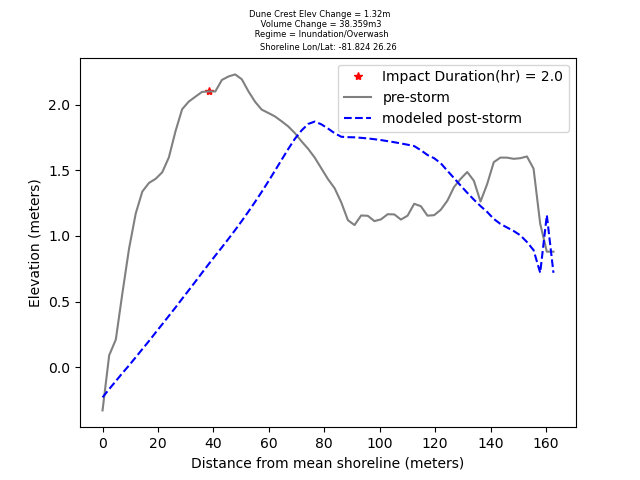 Dune Crest Elev Change = 1.32m
Volume Change = 38.359m3
Regime = Inundation/Overwash
Shoreline Lon/Lat: -81.824 26.26
Impact Duration(hr) = 2.0
pre-storm
modeled post-storm
Elevation (meters)
2.0
1.5
1.0
0.5
0.0
0 20 40 60 80 100 120 140 160
Distance from mean shoreline (meters)